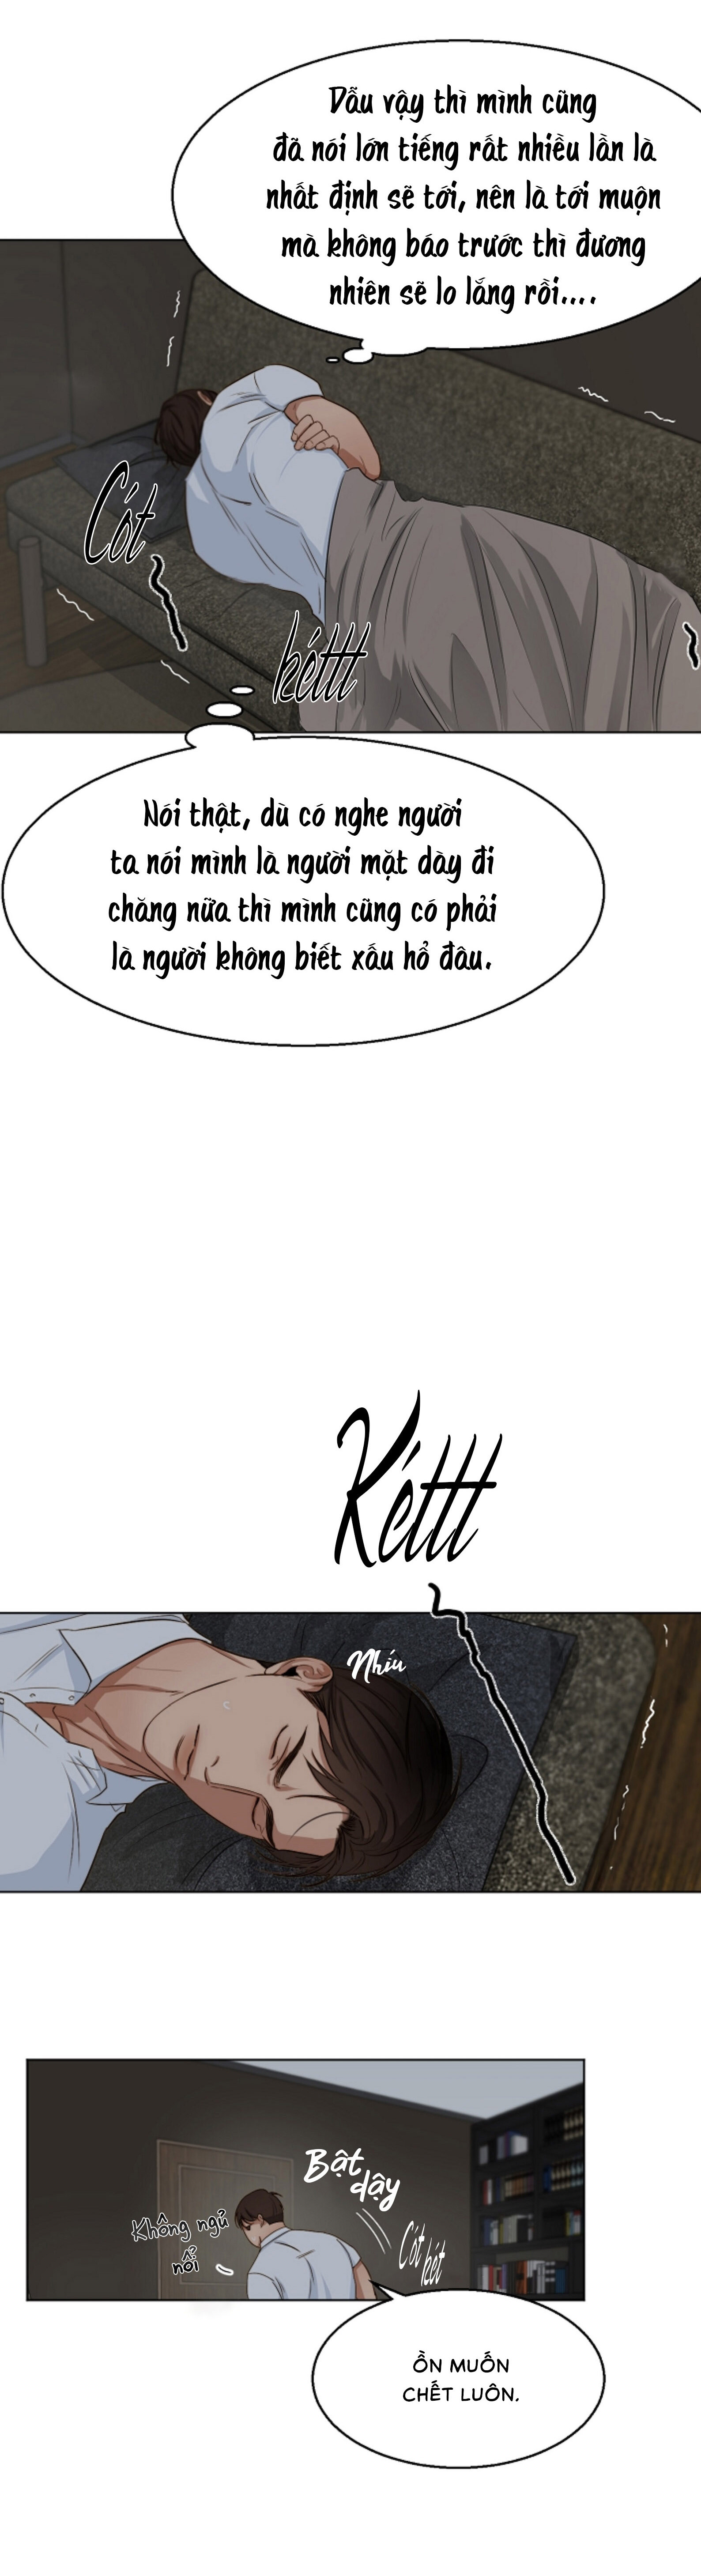 Dẫu vậy thì mình cũng
đã nói lớn tiếng rất nhiều lần là
nhất định sẽ tới, nên là tới muộn
mà không báo trước thì đương
nhiên sẽ lo lắng rồi....
Cót
kéttt
Nói thật, dù có nghe người
ta nói mình là người mặt dày đi
chăng nữa thì mình cũng có phải
là người không biết xấu hổ đâu.
Kéttt
Nhíu
Bật
dậy
Không ngủ
nổi
Cót
két
ỒN MUỐN
CHẾT LUÔN.